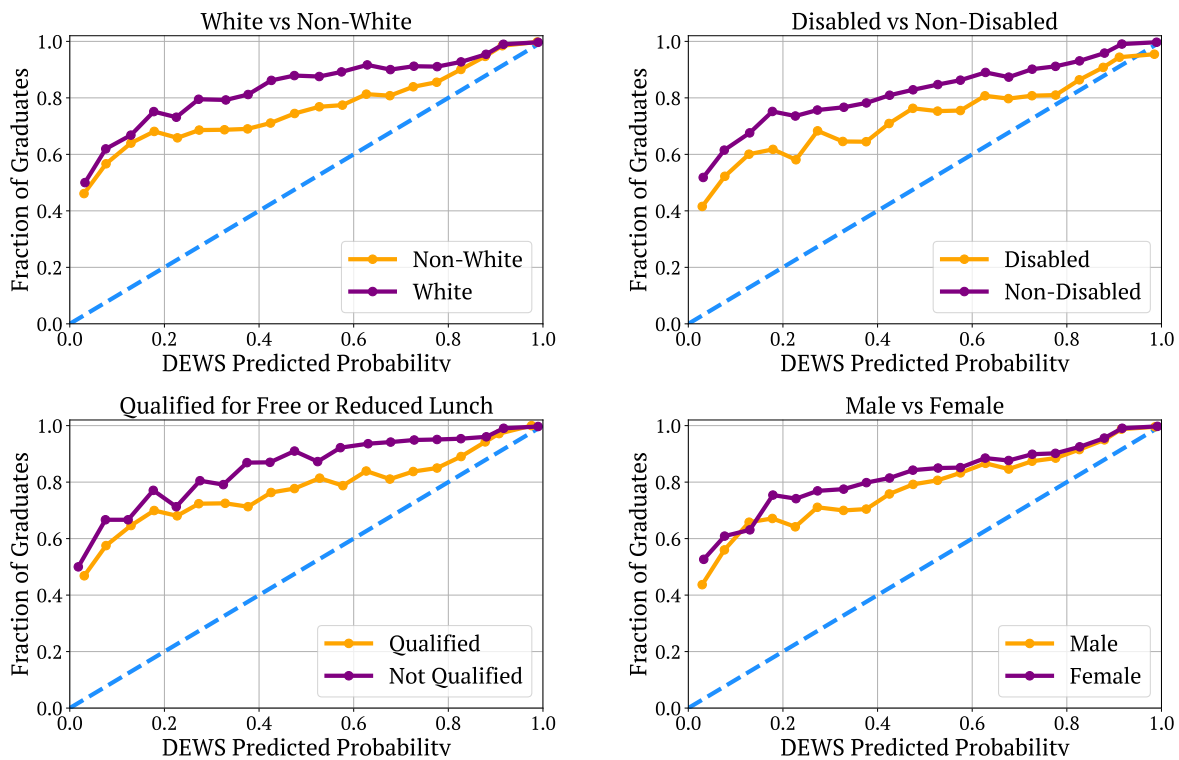 White vs Non-White
1.0
0.8
0.6
0.4
0.2
0.0
Fraction of Graduates
Non-White
White
0.0 0.2 0.4 0.6 0.8 1.0
DEWS Predicted Probability
Disabled vs Non-Disabled
1.0
0.8
0.6
0.4
0.2
0.0
Fraction of Graduates
Disabled
Non-Disabled
0.0 0.2 0.4 0.6 0.8 1.0
DEWS Predicted Probability
Qualified for Free or Reduced Lunch
1.0
0.8
0.6
0.4
0.2
0.0
Fraction of Graduates
Qualified
Not Qualified
0.0 0.2 0.4 0.6 0.8 1.0
DEWS Predicted Probability
Male vs Female
1.0
0.8
0.6
0.4
0.2
0.0
Fraction of Graduates
Male
Female
0.0 0.2 0.4 0.6 0.8 1.0
DEWS Predicted Probability